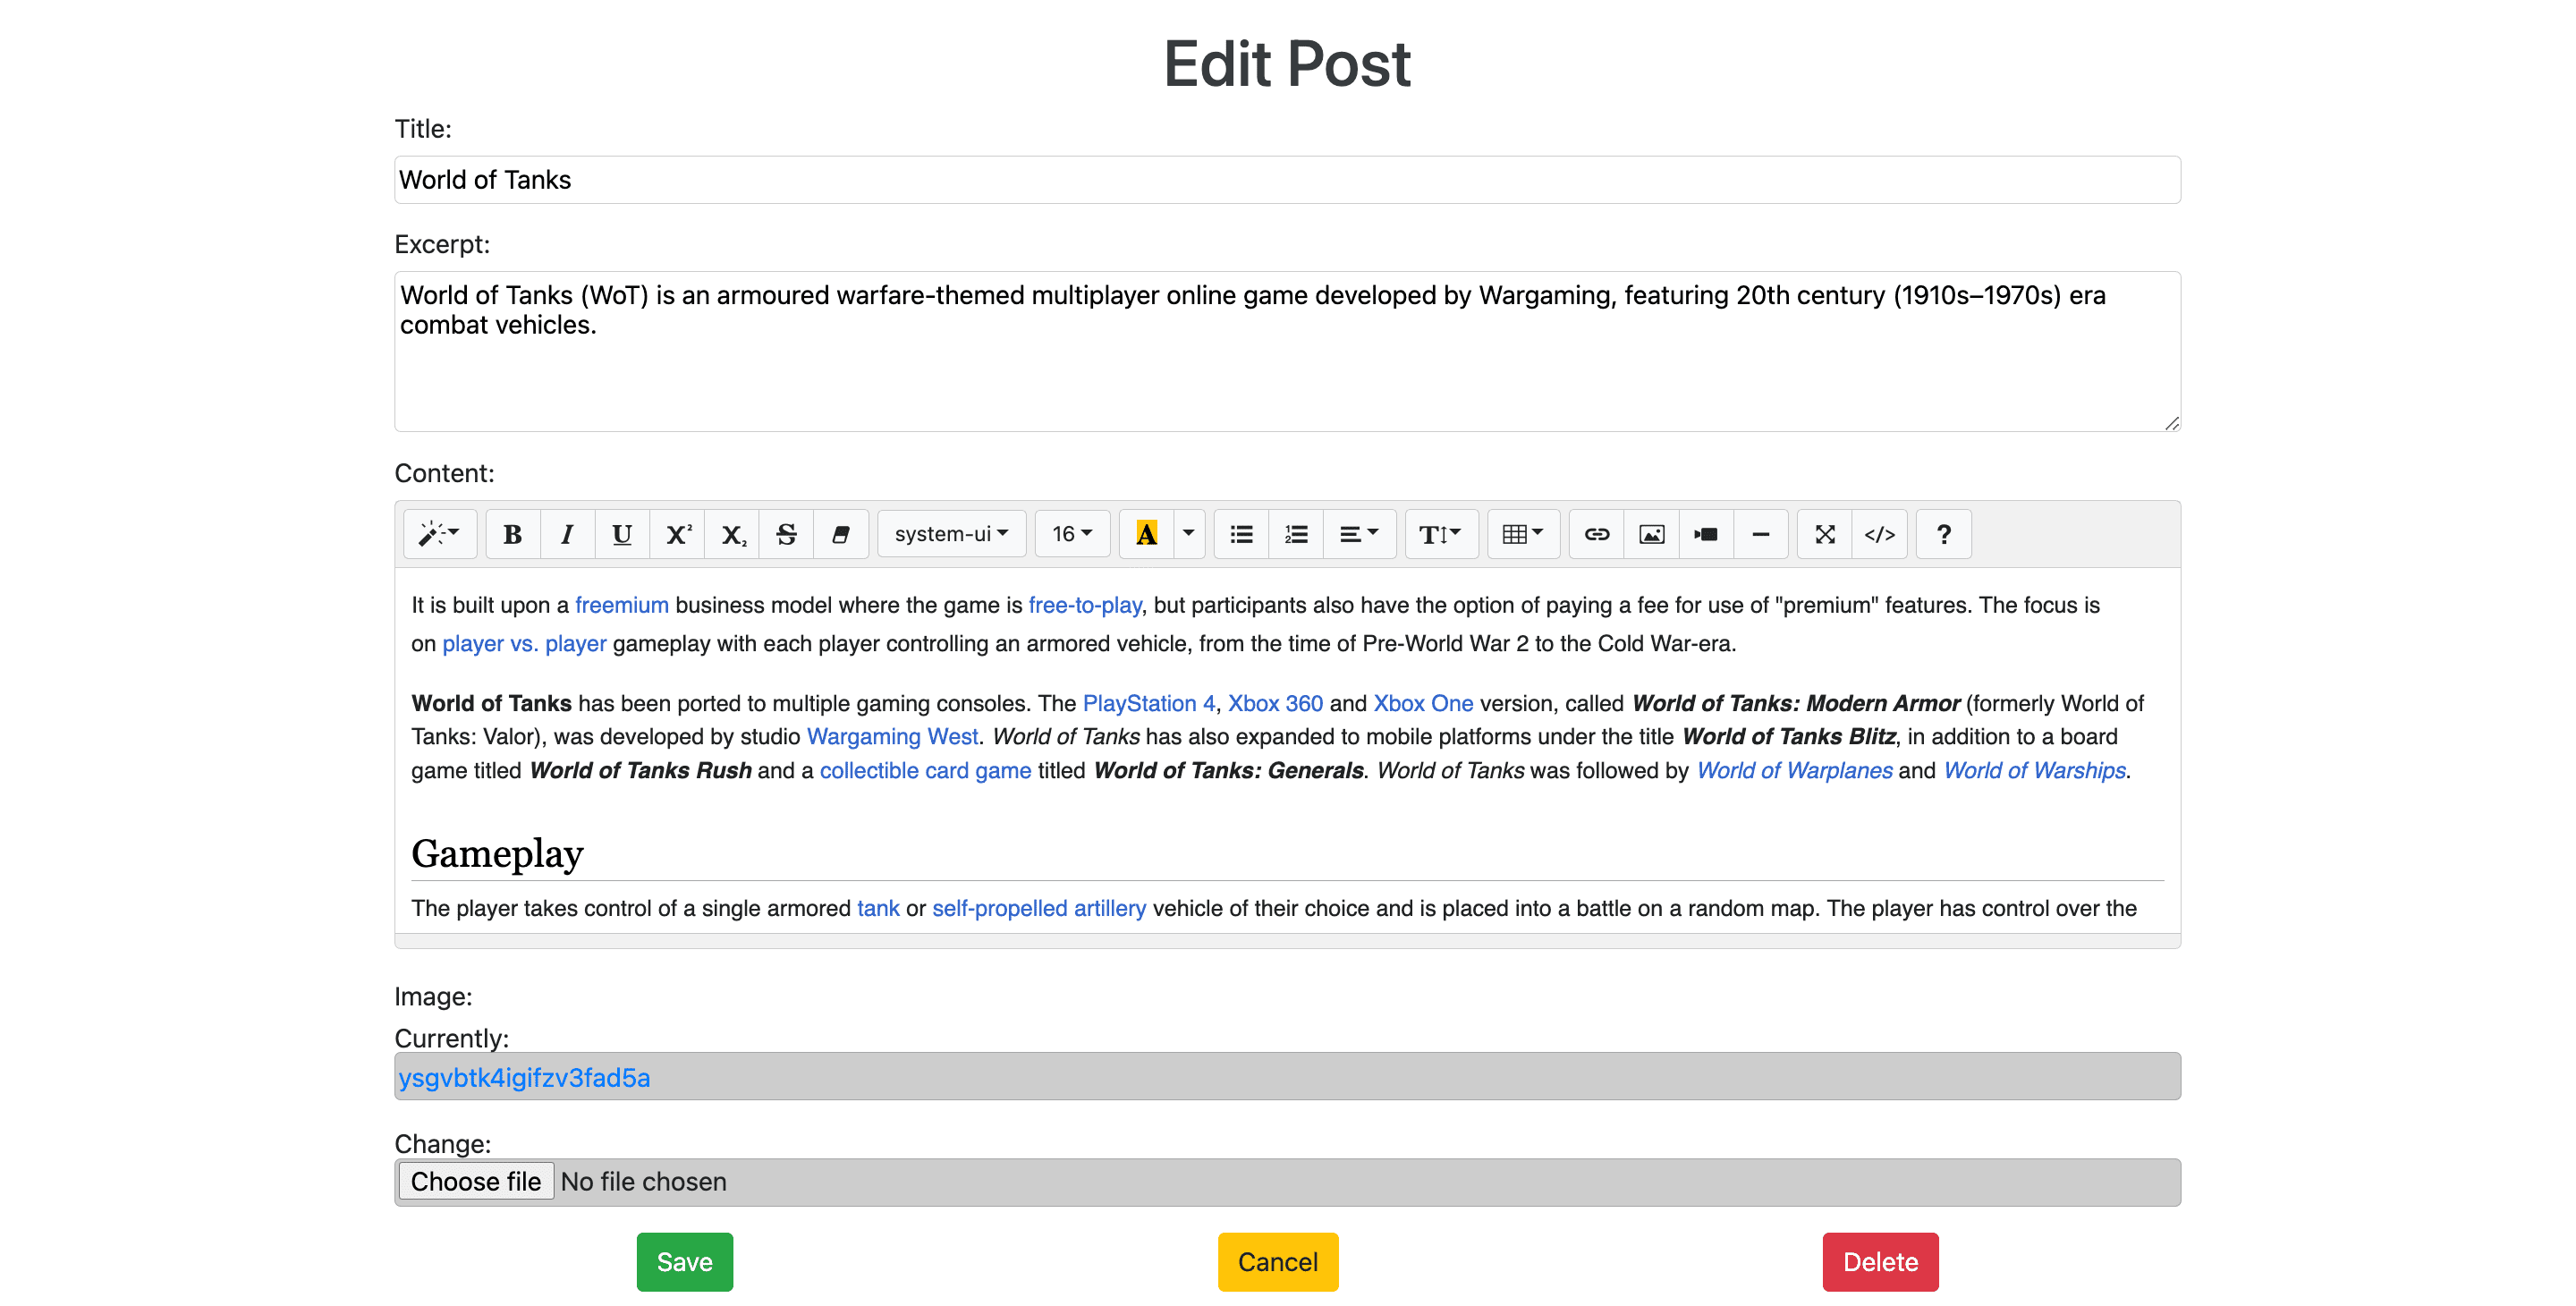 Edit Post
Title:
World of Tanks
Excerpt:
World of Tanks (WoT) is an armoured warfare-themed multiplayer online game developed by Wargaming, featuring 20th century (1910s–1970s) era
combat vehicles.
Content:
B I U X² X₂ S system-ui 16 A T </> ?
It is built upon a freemium business model where the game is free-to-play, but participants also have the option of paying a fee for use of "premium" features. The focus is
on player vs. player gameplay with each player controlling an armored vehicle, from the time of Pre-World War 2 to the Cold War-era.
World of Tanks has been ported to multiple gaming consoles. The PlayStation 4, Xbox 360 and Xbox One version, called World of Tanks: Modern Armor (formerly World of
Tanks: Valor), was developed by studio Wargaming West. World of Tanks has also expanded to mobile platforms under the title World of Tanks Blitz, in addition to a board
game titled World of Tanks Rush and a collectible card game titled World of Tanks: Generals. World of Tanks was followed by World of Warplanes and World of Warships.
Gameplay
The player takes control of a single armored tank or self-propelled artillery vehicle of their choice and is placed into a battle on a random map. The player has control over the
Image:
Currently:
ysgvbtk4igifzv3fad5a
Change:
Choose file No file chosen
Save Cancel Delete